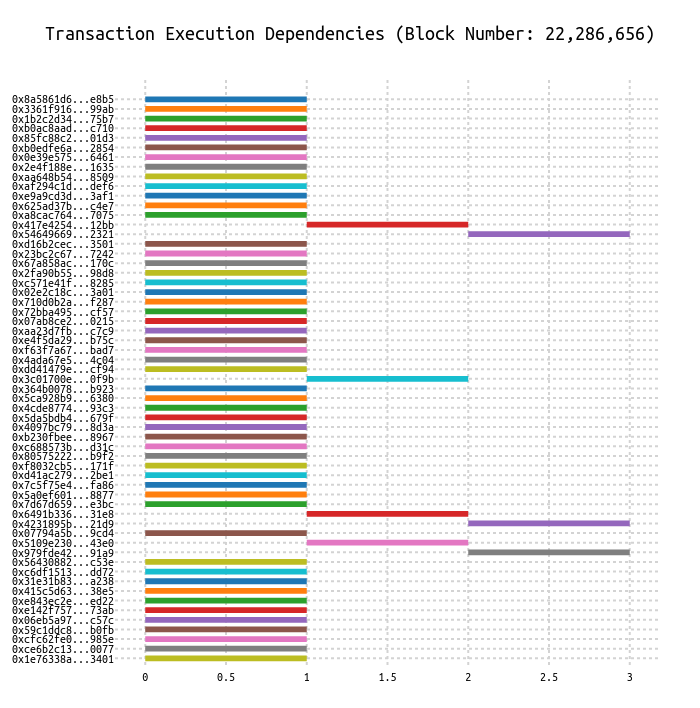 Transaction Execution Dependencies (Block Number: 22,286,656)
0x8a5861d6...e8b5
0x3361f916...99ab
0x1b2c2d34...75b7
0xb0ac8aad...c710
0x85fc88c2...01d3
0xb0edfe6a...2854
0x0e39e575...6461
0x2e4f188e...1635
0xaa648b54...8509
0xaf294c1d...def6
0xe9a9cd3d...3af1
0x625ad37b...c4e7
0xa8cac764...7075
0x417e4254...12bb
0x54649669...2321
0xd16b2cec...3501
0x23bc2c67...7242
0x67a858ac...170c
0x2fa90b55...98d8
0xc571e41f...8285
0x02e2c18c...3a01
0x710d0b2a...f287
0x72bba495...cf57
0x07ab8ce2...0215
0xaa23d7fb...c7c9
0xe4f5da29...b75c
0xf63f7a67...bad7
0x4ada67e5...4c04
0xdd41479e...cf94
0x3c01700e...0f9b
0x364b0078...b923
0x5ca928b9...6380
0x4cde8774...93c3
0x5da5bdb4...679f
0x4097bc79...8d3a
0xb230fbee...8967
0xc688573b...d31c
0x80575222...b9f2
0xf8032cb5...171f
0xd41ac279...2be1
0x7c5f75e4...fa86
0x5a0ef601...8877
0x7d67d659...e3bc
0x6491b336...31e8
0x4231895b...21d9
0x07794a5b...9cd4
0x5109e230...43e0
0x979fde42...91a9
0x56430882...c53e
0xc6df1513...dd72
0x31e31b83...a238
0x415c5d63...38e5
0xe843ec2e...ed22
0xe142f757...73ab
0x06eb5a97...c57c
0x59c1ddc8...b0fb
0xcfc62fe0...985e
0xce6b2c13...0077
0x1e76338a...3401
0 0.5 1 1.5 2 2.5 3